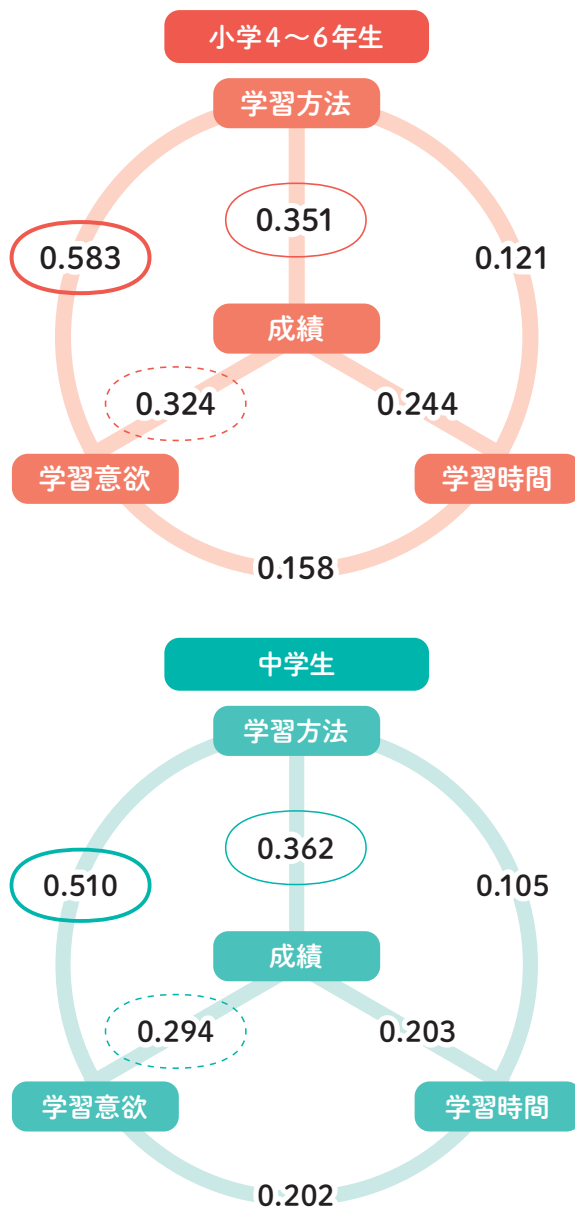 小学4〜6年生
学習方法
0.351
0.583
0.121
成績
0.324
0.244
学習意欲
学習時間
0.158
中学生
学習方法
0.362
0.510
0.105
成績
0.294
0.203
学習意欲
学習時間
0.202